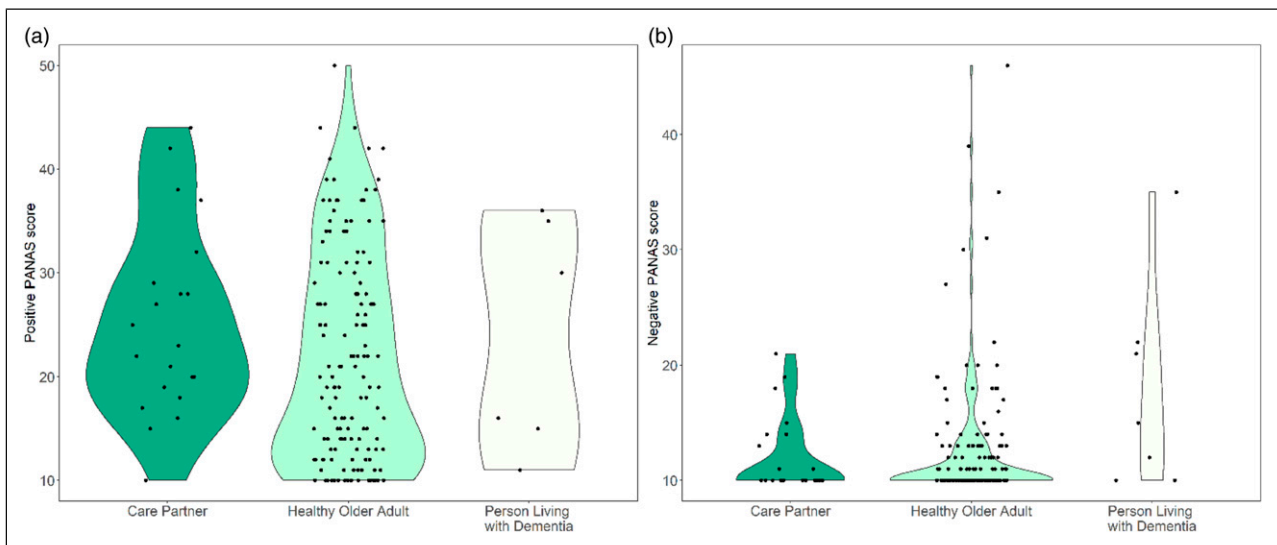 (a)
Positive PANAS score
50
40
30
20
10
Care Partner
Healthy Older Adult
Person Living
with Dementia
(b)
Negative PANAS score
40
30
20
10
Care Partner
Healthy Older Adult
Person Living
with Dementia